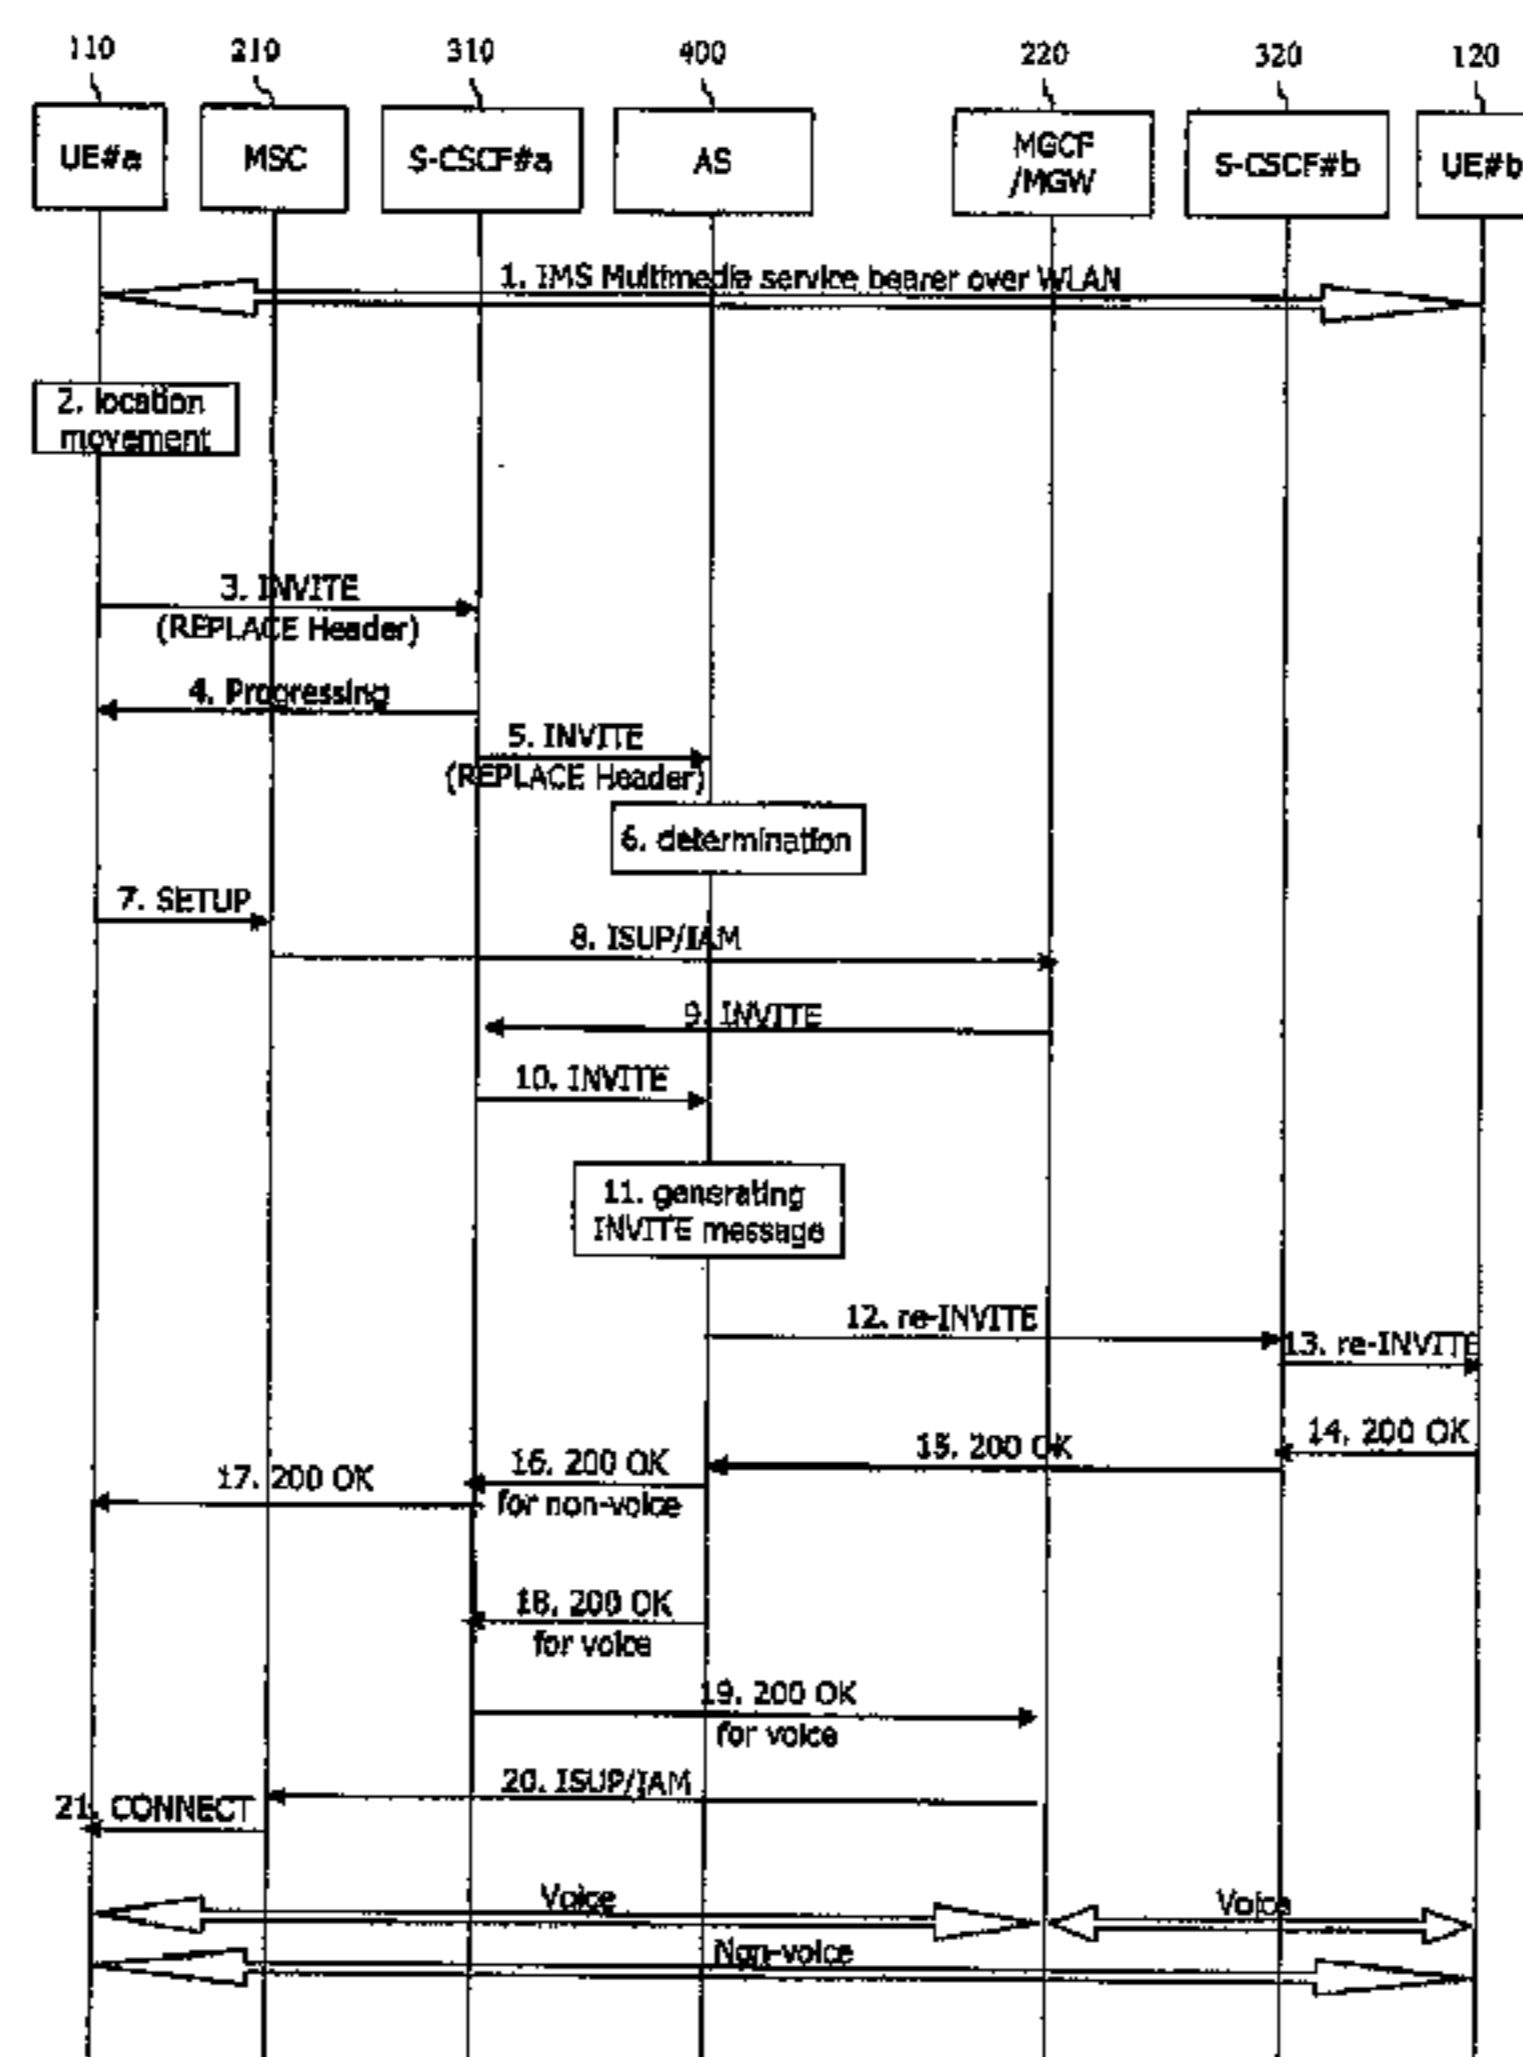 110 210 310 400 220 320 120
UE#a MSC S-CSCF#a AS MGCF /MGW S-CSCF#b UE#b
1. IMS Multimedia service bearer over WLAN
2. location
movement
3. INVITE
(REPLACE Header)
4. Progressing
5. INVITE
(REPLACE Header)
6. determination
7. SETUP
8. ISUP/IAM
9. INVITE
10. INVITE
11. generating
INVITE message
12. re-INVITE
13. re-INVITE
14. 200 OK
15. 200 OK
16. 200 OK
for non-voice
17. 200 OK
18. 200 OK
for voice
19. 200 OK
for voice
20. ISUP/IAM
21. CONNECT
Voice Voice
Non-voice